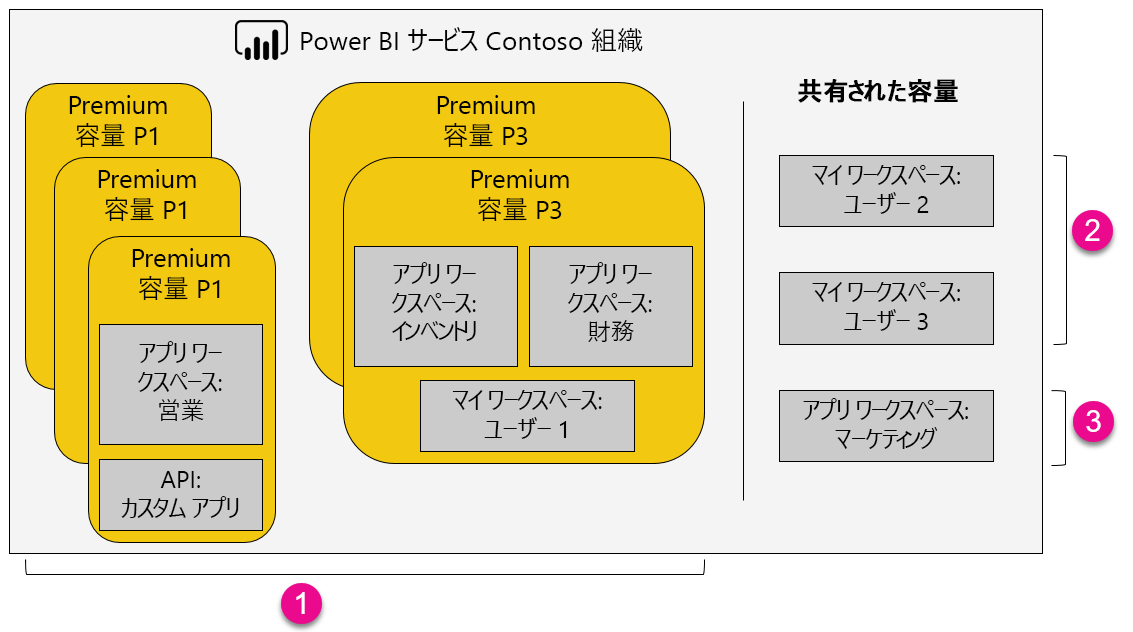 Power BI サービス Contoso 組織
Premium
容量 P1
Premium
容量 P1
Premium
容量 P1
アプリ ワー
クスペース:
営業
API:
カスタム アプリ
Premium
容量 P3
Premium
容量 P3
アプリ ワー
クスペース:
インベントリ
アプリ ワー
クスペース:
財務
マイ ワークスペース:
ユーザー 1
共有された容量
マイ ワークスペース:
ユーザー 2
マイ ワークスペース:
ユーザー 3
アプリ ワークスペース:
マーケティング
2
3
1